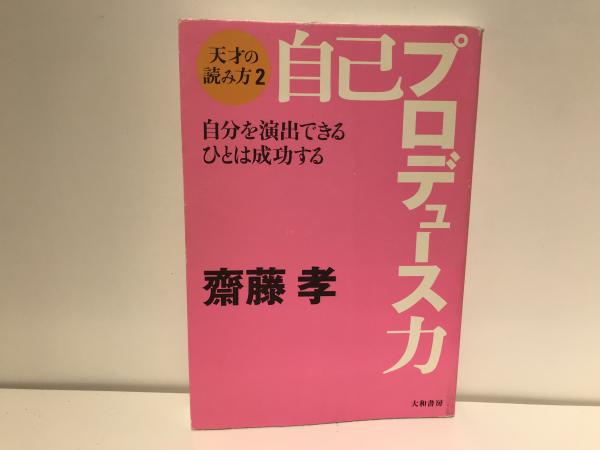 天才の
読み方2
自己プロデュース力
自分を演出できる
ひとは成功する
齋藤 孝
大和書房